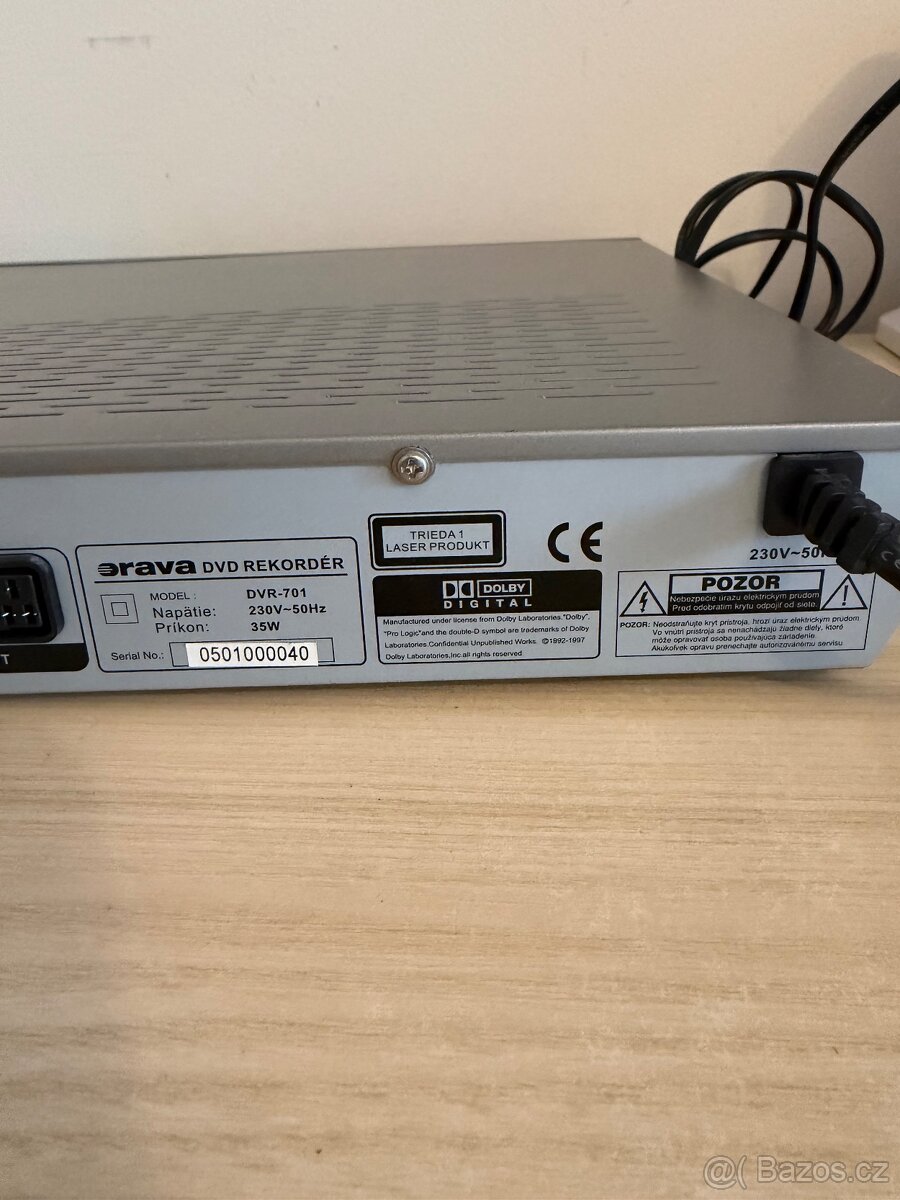 orava DVD REKORDÉR
MODEL: DVR-701
Napätie: 230V~50Hz
Príkon: 35W
Serial No.: 0501000040
T
TRIEDA 1
LASER PRODUKT
CE
DOLBY
DIGITAL
Manufactured under license from Dolby Laboratories."Dolby".
"Pro Logic"and the double-D symbol are trademarks of Dolby
Laboratories.Confidential Unpublished Works. ©1992-1997
Dolby Laboratories,Inc.all rights reserved.
230V~50
POZOR
Nebezpečie úrazu elektrickým prúdom
Pred odobratím krytu odpojiť od siete.
POZOR: Neodstraňujte kryt prístroja, hrozí úraz elektrickým prúdom.
Vo vnútri prístroja sa nenachádzajú žiadne diely, ktoré
môže opravovať osoba používajúca zariadenie.
Akúkoľvek opravu prenechajte autorizovanému servisu.
@( Bazos.cz